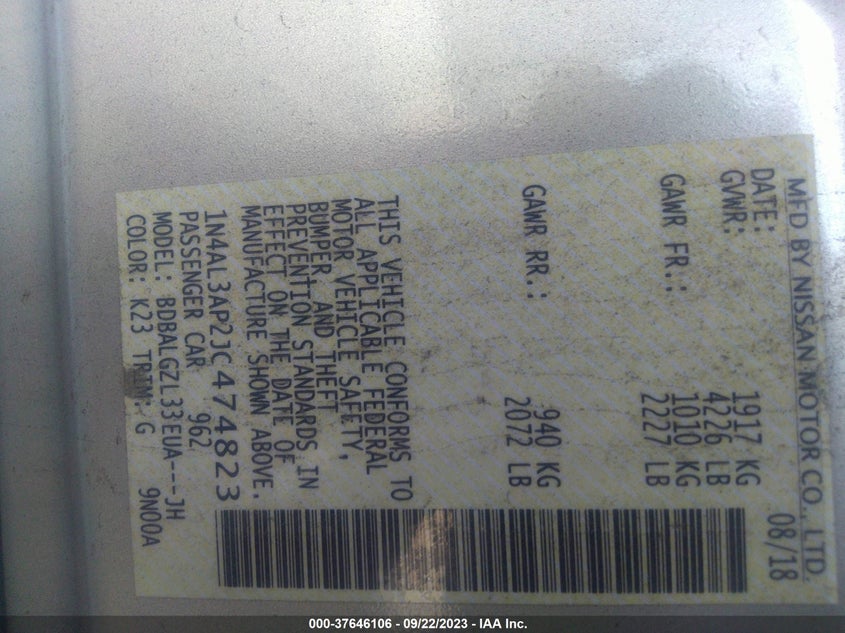 MFD BY NISSAN MOTOR CO., LTD.
DATE: 08/18
GVWR: 1917 KG
4226 LB
GAWR FR.: 1010 KG
2227 LB
GAWR RR.: 940 KG
2072 LB
THIS VEHICLE CONFORMS TO
ALL APPLICABLE FEDERAL
MOTOR VEHICLE SAFETY,
BUMPER, AND THEFT
PREVENTION STANDARDS IN
EFFECT ON THE DATE OF
MANUFACTURE SHOWN ABOVE.
1N4AL3AP2JC474823
PASSENGER CAR 962
MODEL: BDBALGZL33EUA---JH
COLOR: K23 TRIM: G 9N00A
000-37646106 - 09/22/2023 - IAA Inc.